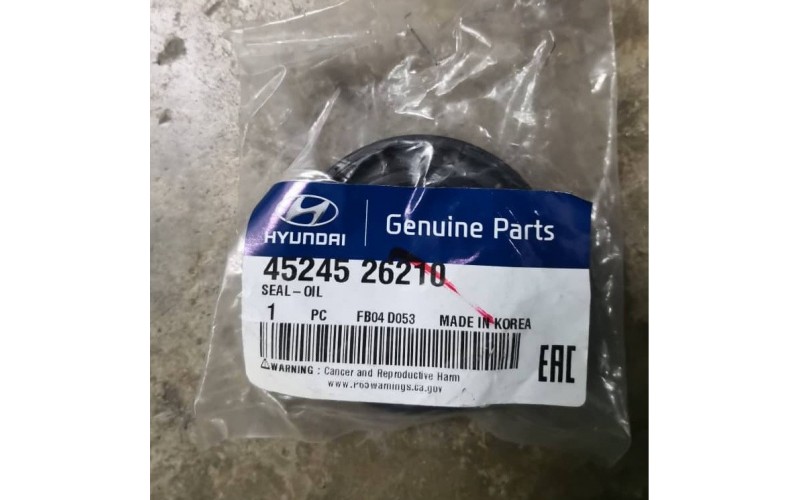 HYUNDAI
Genuine Parts
45245 26210
SEAL-OIL
1 PC FB04 D053 MADE IN KOREA
EAC
WARNING : Cancer and Reproductive Harm
www.P65warnings.ca.gov